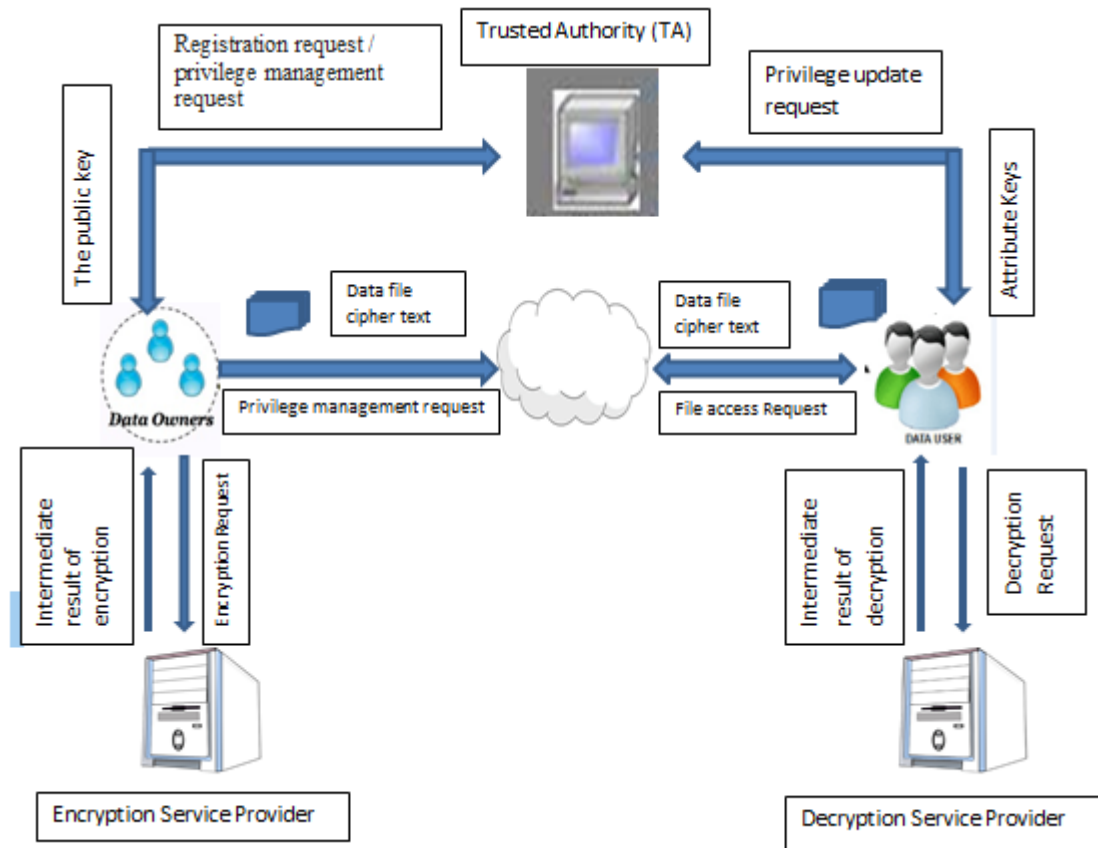 Trusted Authority (TA)
Registration request /
privilege management
request
Privilege update
request
The public key
Attribute Keys
Data file
cipher text
Data file
cipher text
Data Owners
Privilege management request
File access Request
DATA USER
Intermediate
result of
encryption
Encryption Request
Intermediate
result of
decryption
Decryption
Request
Encryption Service Provider
Decryption Service Provider